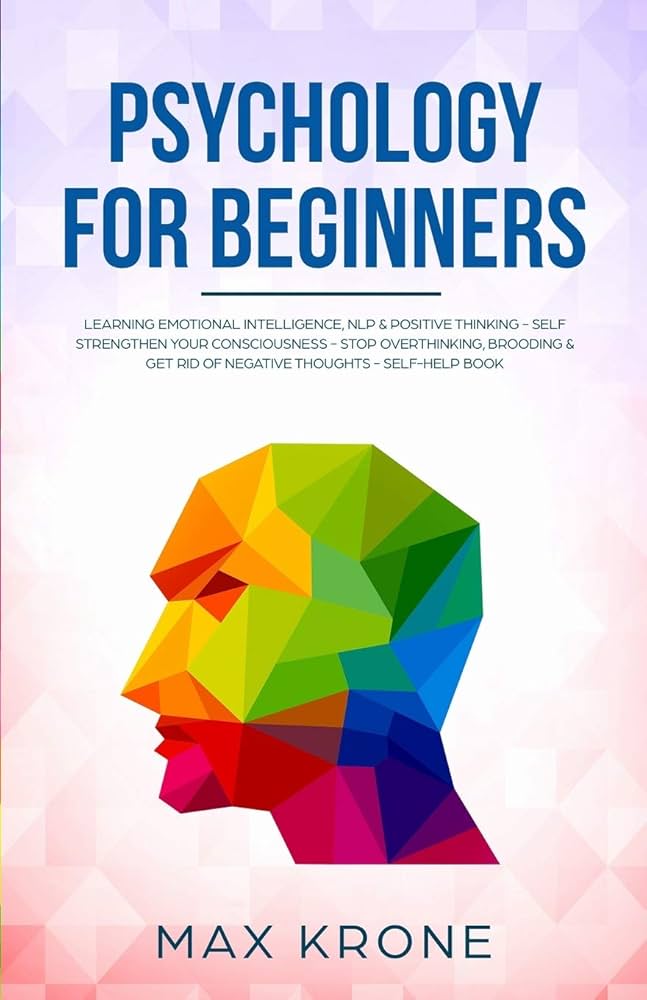 PSYCHOLOGY
FOR BEGINNERS
LEARNING EMOTIONAL INTELLIGENCE, NLP & POSITIVE THINKING - SELF
STRENGTHEN YOUR CONSCIOUSNESS - STOP OVERTHINKING, BROODING &
GET RID OF NEGATIVE THOUGHTS - SELF-HELP BOOK
MAX KRONE